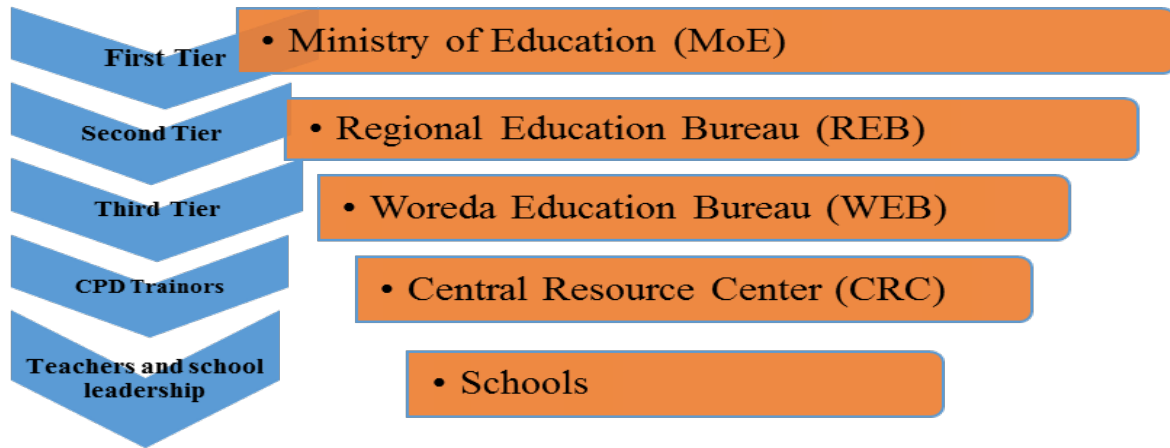 First Tier
• Ministry of Education (MoE)
Second Tier
• Regional Education Bureau (REB)
Third Tier
• Woreda Education Bureau (WEB)
CPD Trainors
• Central Resource Center (CRC)
Teachers and school
leadership
• Schools